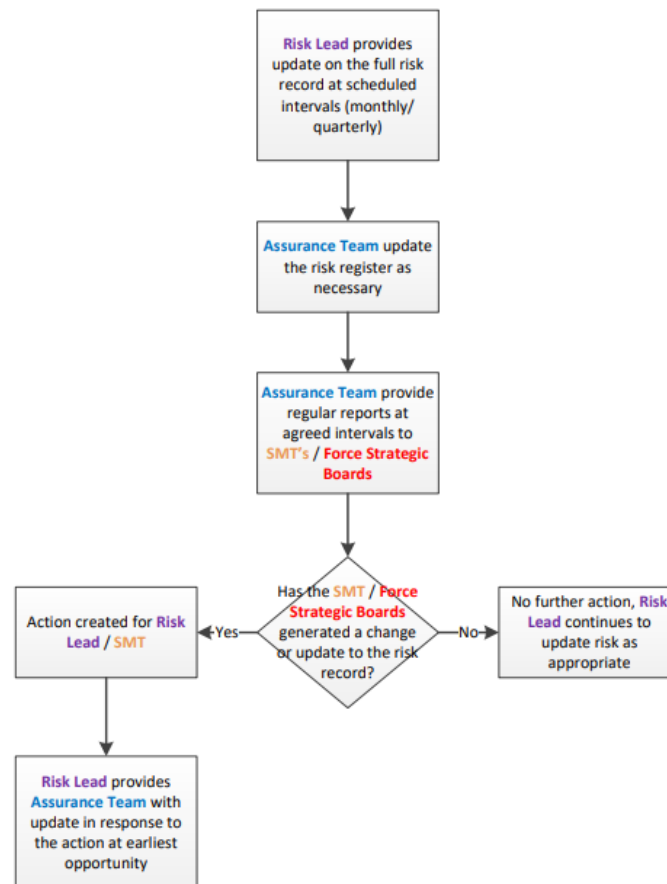 Risk Lead provides
update on the full risk
record at scheduled
intervals (monthly/
quarterly)
Assurance Team update
the risk register as
necessary
Assurance Team provide
regular reports at
agreed intervals to
SMT's / Force Strategic
Boards
Has the SMT / Force
Strategic Boards
generated a change
or update to the risk
record?
Yes
No
Action created for Risk
Lead / SMT
No further action, Risk
Lead continues to
update risk as
appropriate
Risk Lead provides
Assurance Team with
update in response to
the action at earliest
opportunity